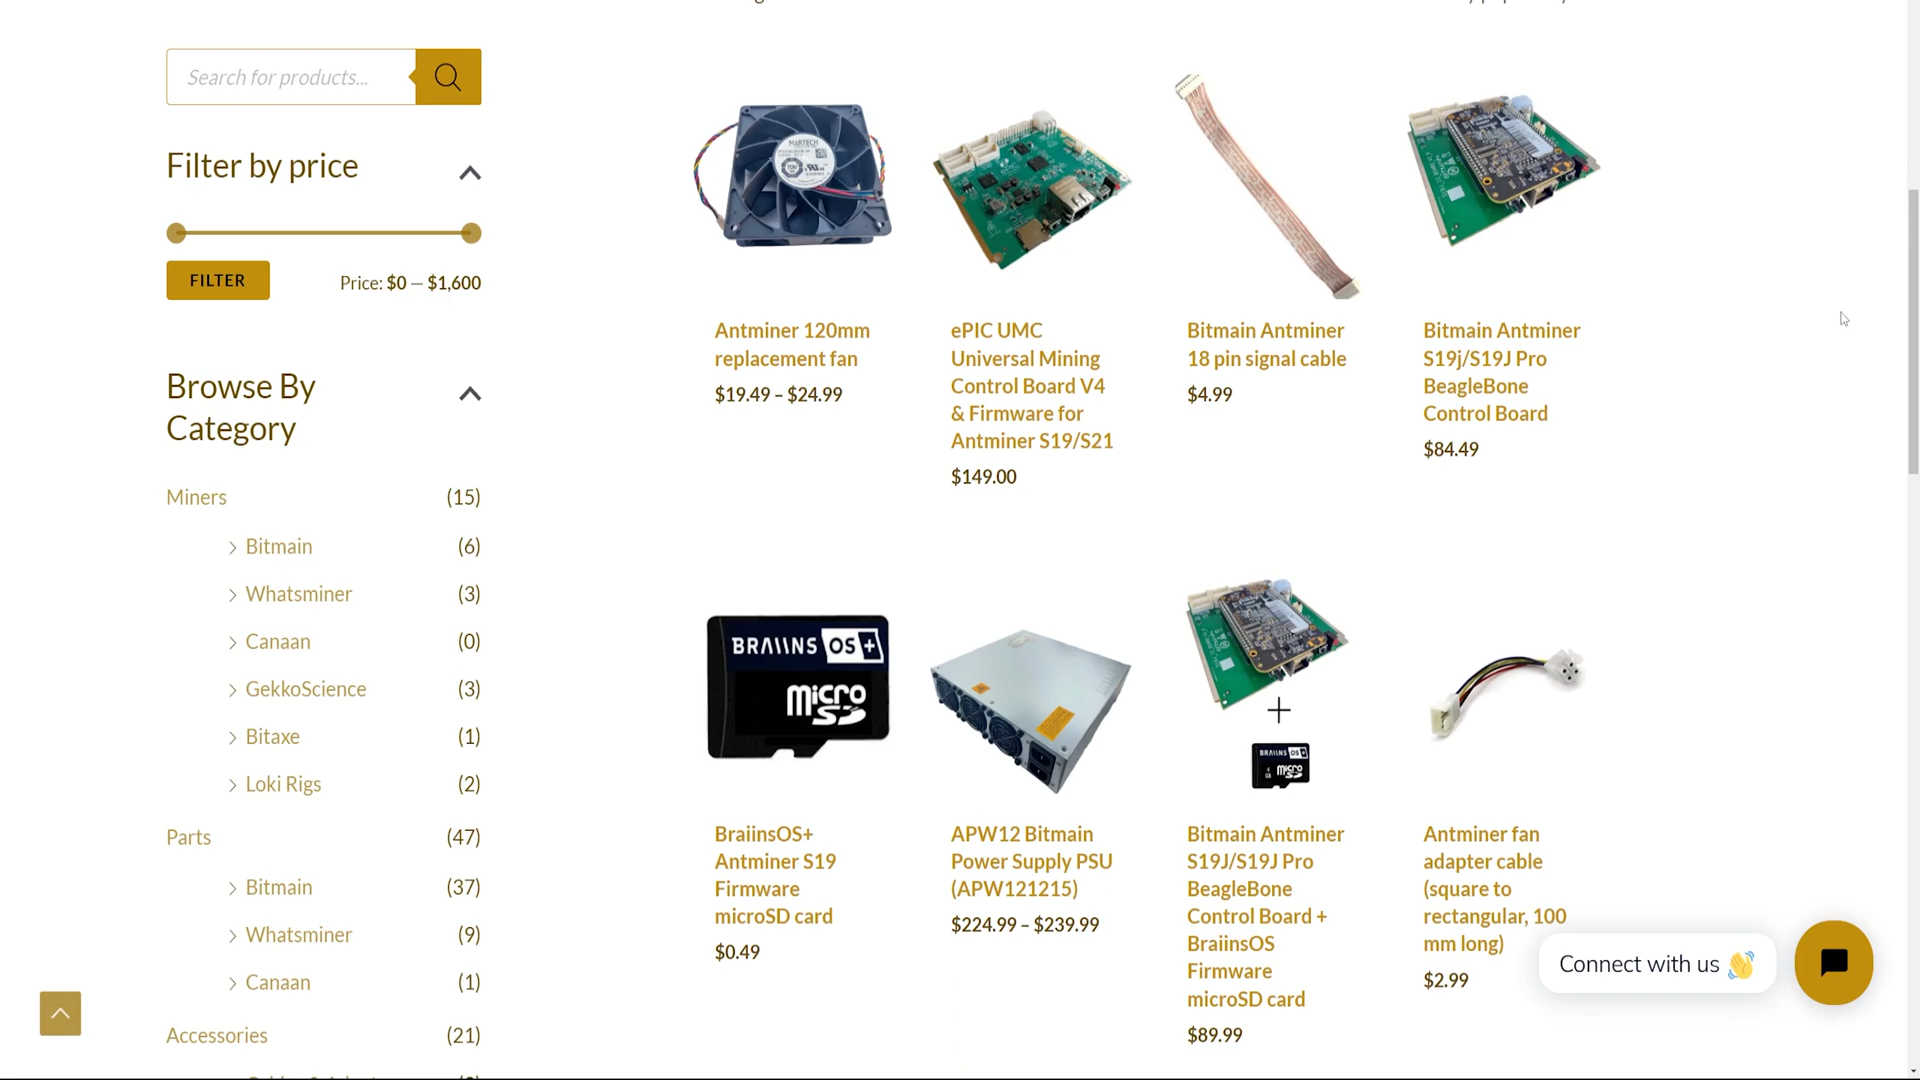 Search for products...
Filter by price
FILTER
Price: $0 — $1,600
Browse By
Category
Miners (15)
Bitmain (6)
Whatsminer (3)
Canaan (0)
GekkoScience (3)
Bitaxe (1)
Loki Rigs (2)
Parts (47)
Bitmain (37)
Whatsminer (9)
Canaan (1)
Accessories (21)
MARTECH
Antminer 120mm
replacement fan
$19.49 – $24.99
ePIC UMC
Universal Mining
Control Board V4
& Firmware for
Antminer S19/S21
$149.00
Bitmain Antminer
18 pin signal cable
$4.99
Bitmain Antminer
S19j/S19J Pro
BeagleBone
Control Board
$84.49
BRAIINS OS+
micro
SD
BraiinsOS+
Antminer S19
Firmware
microSD card
$0.49
APW12 Bitmain
Power Supply PSU
(APW121215)
$224.99 – $239.99
+
BRAIINS OS+
4
GB
micro
Bitmain Antminer
S19J/S19J Pro
BeagleBone
Control Board +
BraiinsOS
Firmware
microSD card
$89.99
Antminer fan
adapter cable
(square to
rectangular, 100
mm long)
$2.99
Connect with us 👋